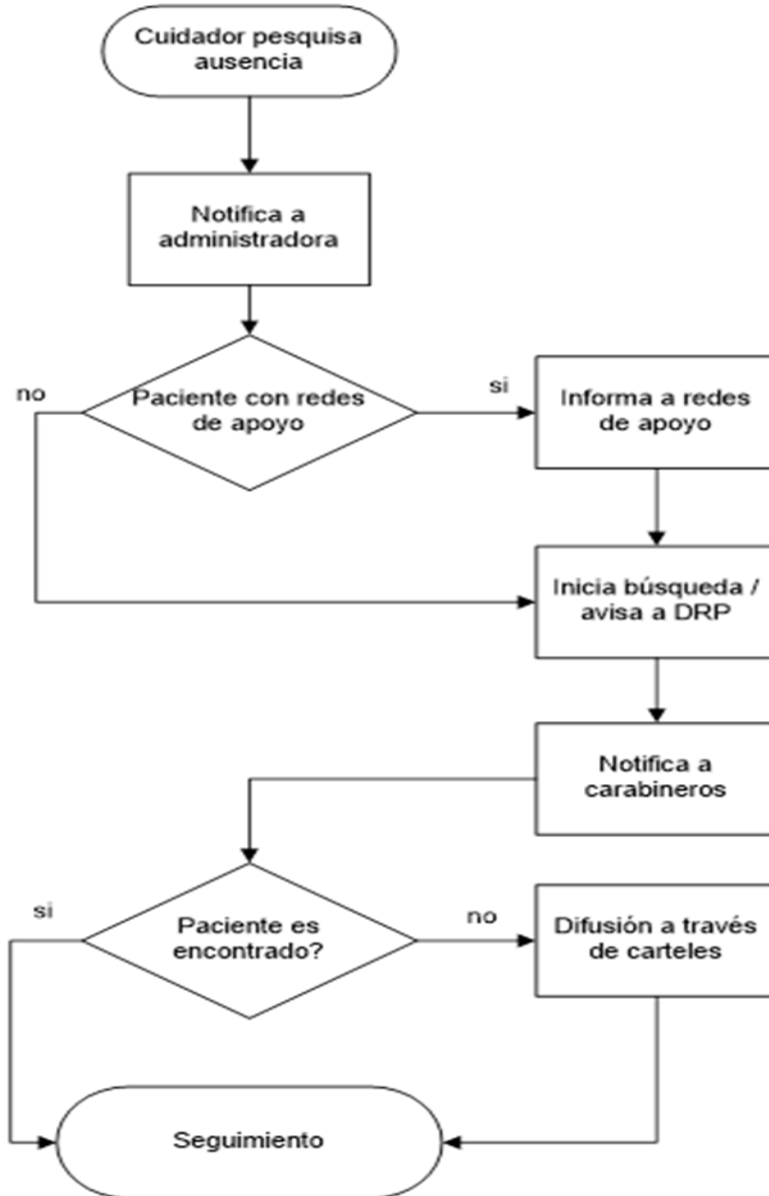 Cuidador pesquisa
ausencia
Notifica a
administradora
no
Paciente con redes
de apoyo
si
Informa a redes
de apoyo
Inicia búsqueda /
avisa a DRP
Notifica a
carabineros
si
Paciente es
encontrado?
no
Difusión a través
de carteles
Seguimiento